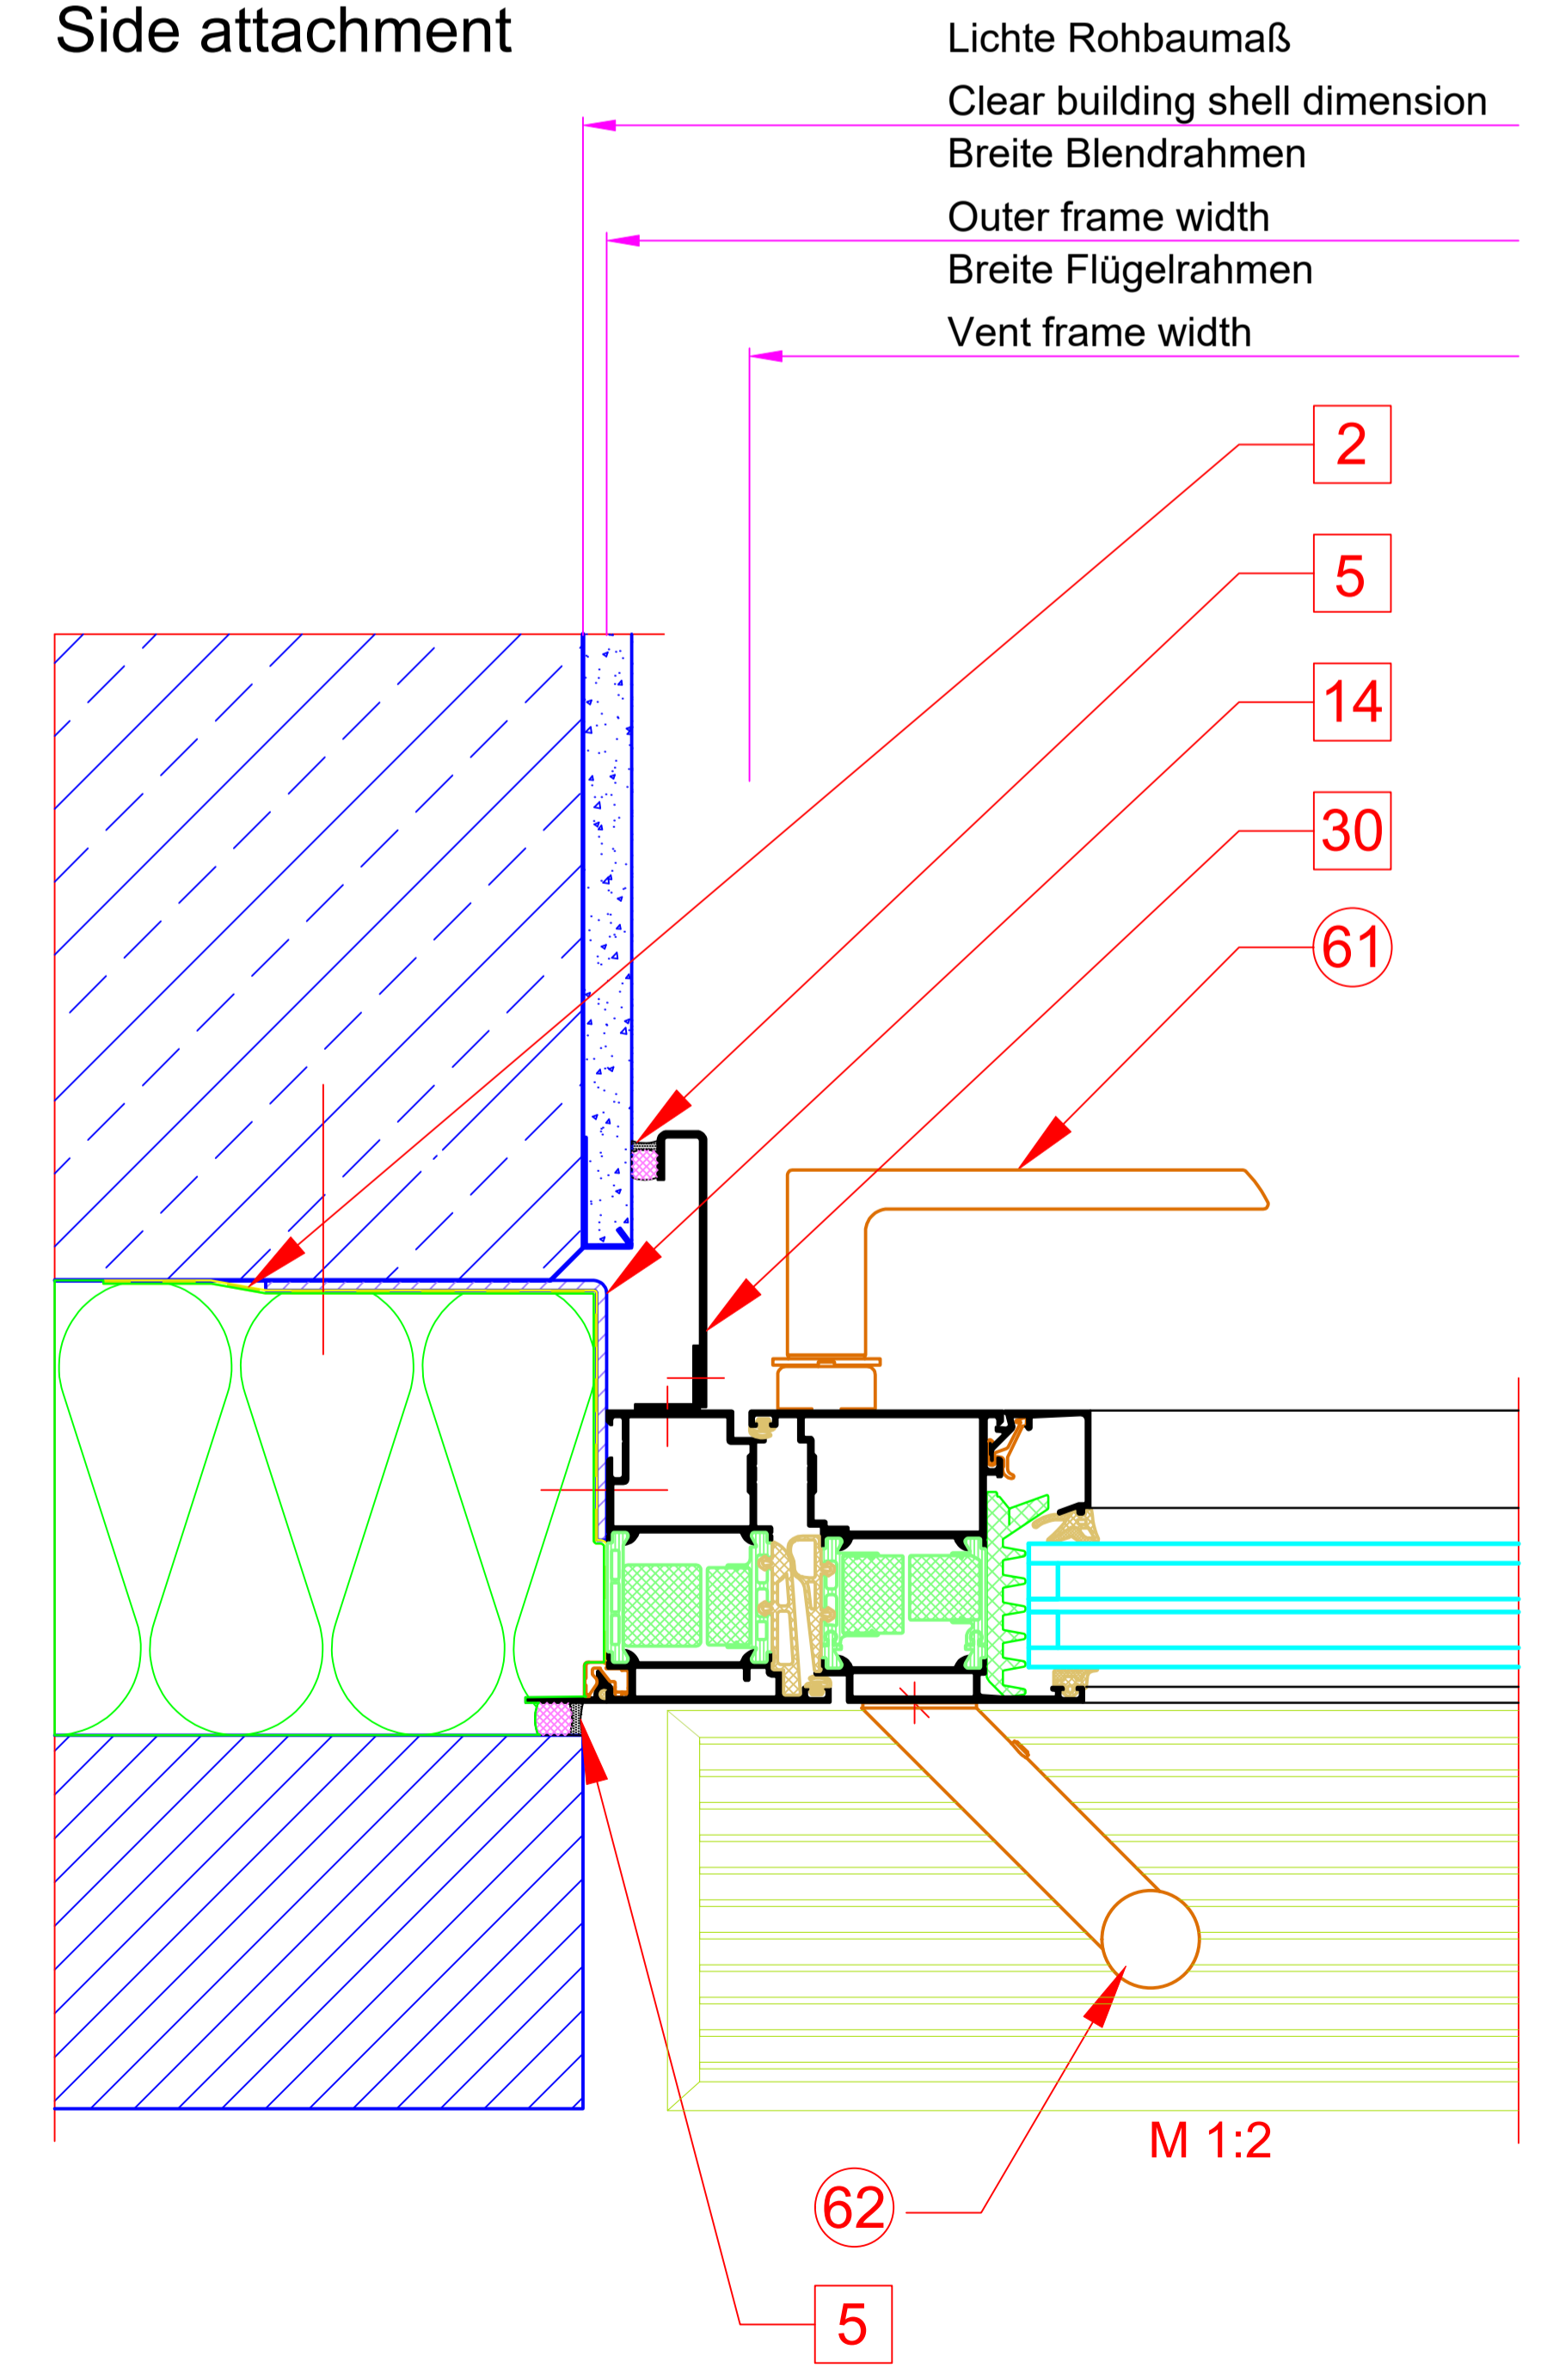 Side attachment
Lichte Rohbaumaß
Clear building shell dimension
Breite Blendrahmen
Outer frame width
Breite Flügelrahmen
Vent frame width
2
5
14
30
61
M 1:2
62
5